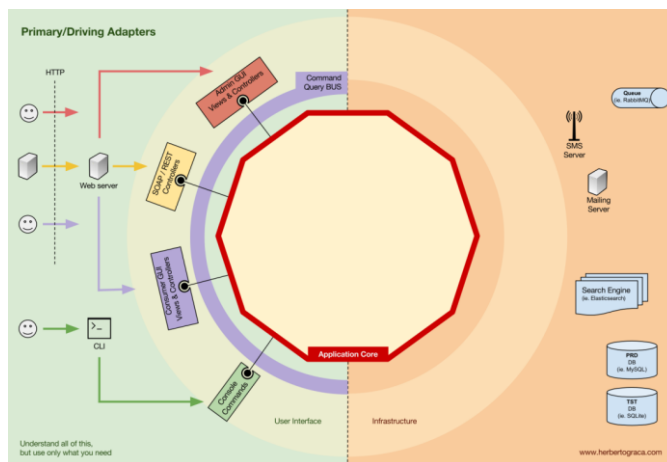 Primary/Driving Adapters
HTTP
Web server
CLI
Admin GUI
Views & Controllers
SOAP / REST
Controllers
Consumer GUI
Views & Controllers
Console
Commands
Command
Query BUS
Application Core
User Interface
Infrastructure
Queue
(ie. RabbitMQ)
SMS
Server
Mailing
Server
Search Engine
(ie. Elasticsearch)
PRD
DB
(ie. MySQL)
TST
DB
(ie. SQLite)
Understand all of this,
but use only what you need
www.herbertograca.com